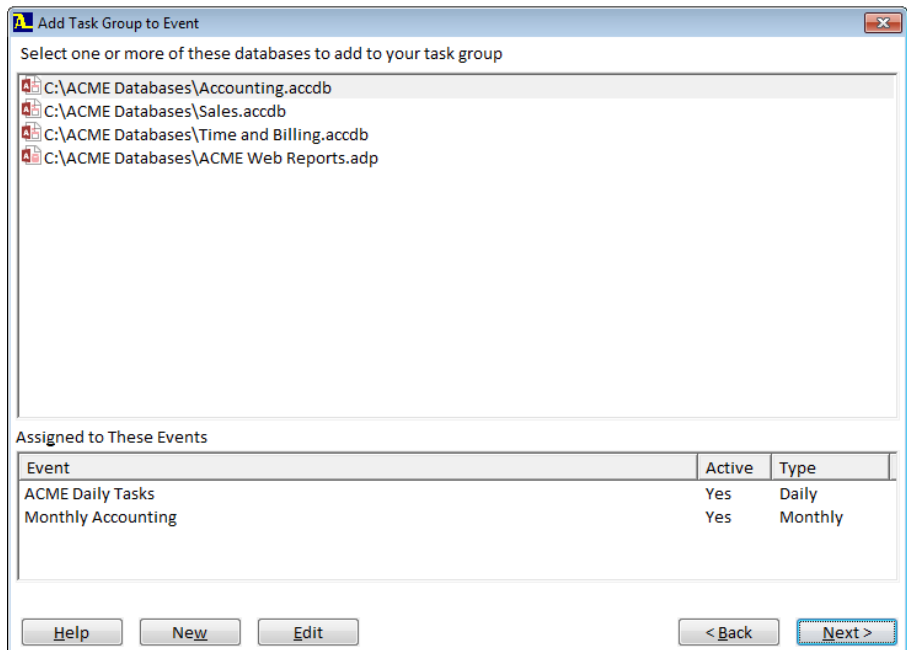 Add Task Group to Event
Select one or more of these databases to add to your task group
C:\ACME Databases\Accounting.accdb
C:\ACME Databases\Sales.accdb
C:\ACME Databases\Time and Billing.accdb
C:\ACME Databases\ACME Web Reports.adp
Assigned to These Events
Event Active Type
ACME Daily Tasks Yes Daily
Monthly Accounting Yes Monthly
Help New Edit < Back Next >